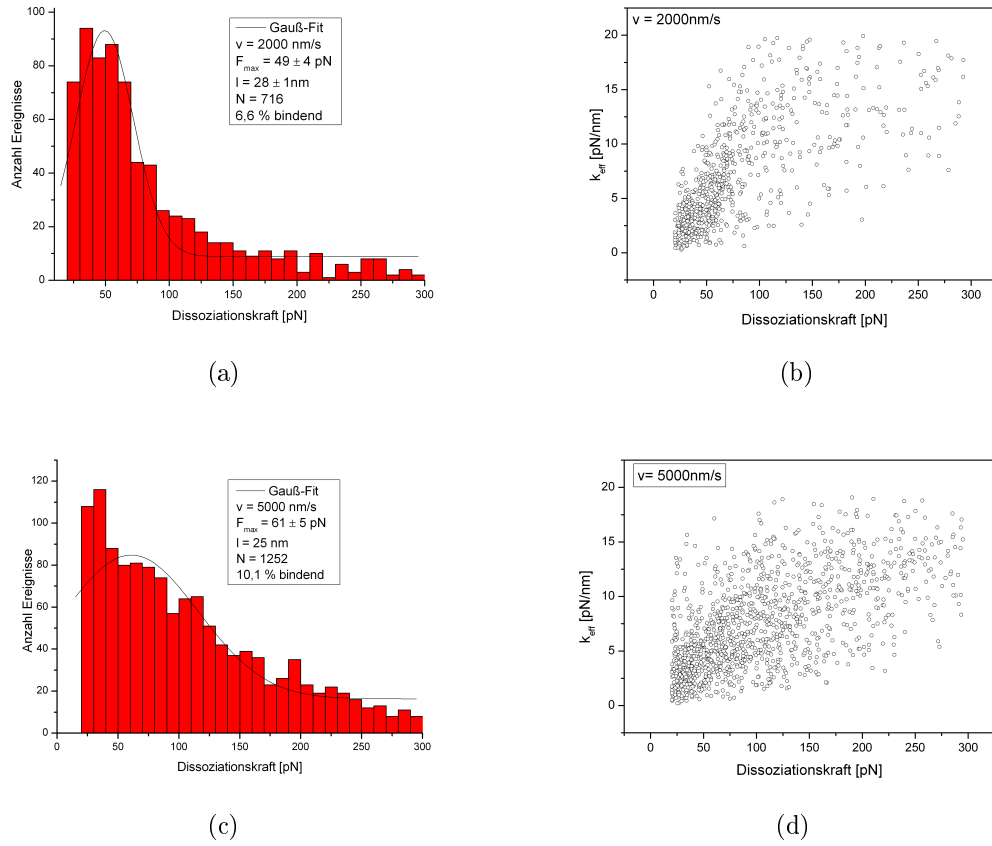 Gauß-Fit
v = 2000 nm/s
Fmax = 49 ± 4 pN
l = 28 ± 1nm
N = 716
6,6 % bindend
Anzahl Ereignisse
100
80
60
40
20
0
50 100 150 200 250 300
Dissoziationskraft [pN]
(a)
v = 2000nm/s
keff [pN/nm]
20
15
10
5
0
0 50 100 150 200 250 300
Dissoziationskraft [pN]
(b)
Gauß-Fit
v = 5000 nm/s
Fmax = 61 ± 5 pN
l = 25 nm
N = 1252
10,1 % bindend
Anzahl Ereignisse
120
100
80
60
40
20
0
0 50 100 150 200 250 300
Dissoziationskraft [pN]
(c)
v= 5000nm/s
keff [pN/nm]
20
15
10
5
0
0 50 100 150 200 250 300
Dissoziationskraft [pN]
(d)